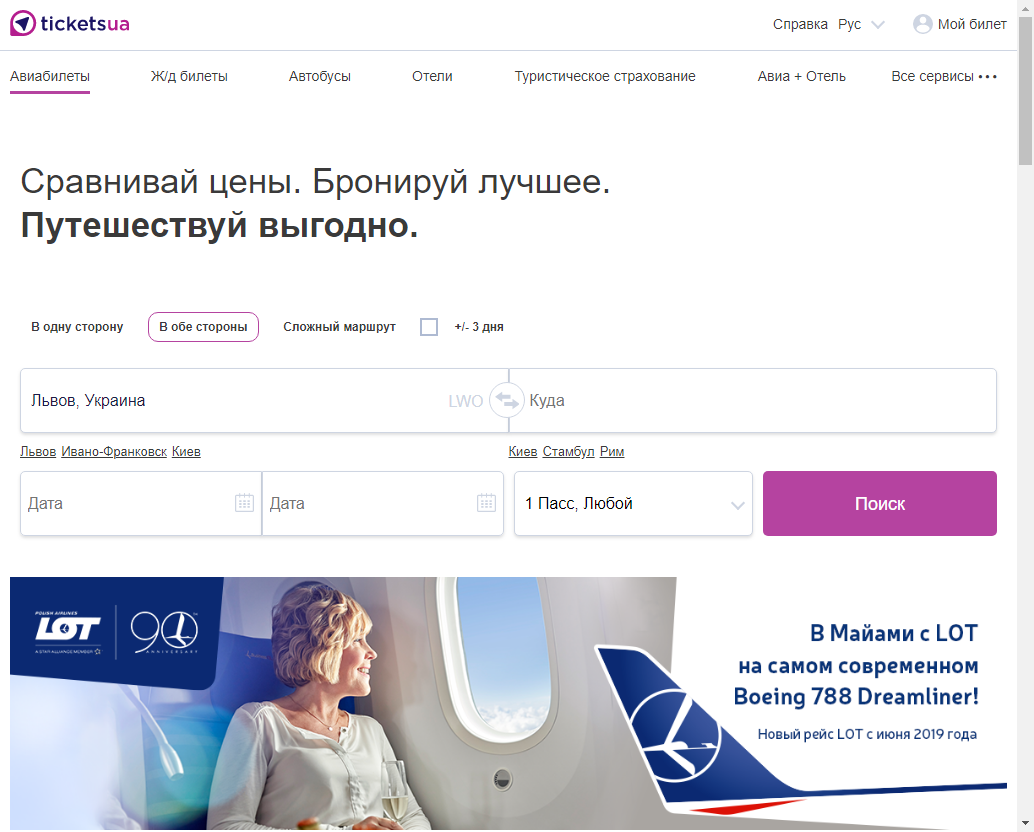 ticketsua
Справка Рус Мой билет
Авиабилеты Ж/д билеты Автобусы Отели Туристическое страхование Авиа + Отель Все сервисы •••
Сравнивай цены. Бронируй лучшее.
Путешествуй выгодно.
В одну сторону В обе стороны Сложный маршрут +/- 3 дня
Львов, Украина LWO Куда
Львов Ивано-Франковск Киев Киев Стамбул Рим
Дата Дата 1 Пасс, Любой Поиск
POLISH AIRLINES
LOT 90
A STAR ALLIANCE MEMBER ANNIVERSARY
В Майами с LOT
на самом современном
Boeing 788 Dreamliner!
Новый рейс LOT с июня 2019 года